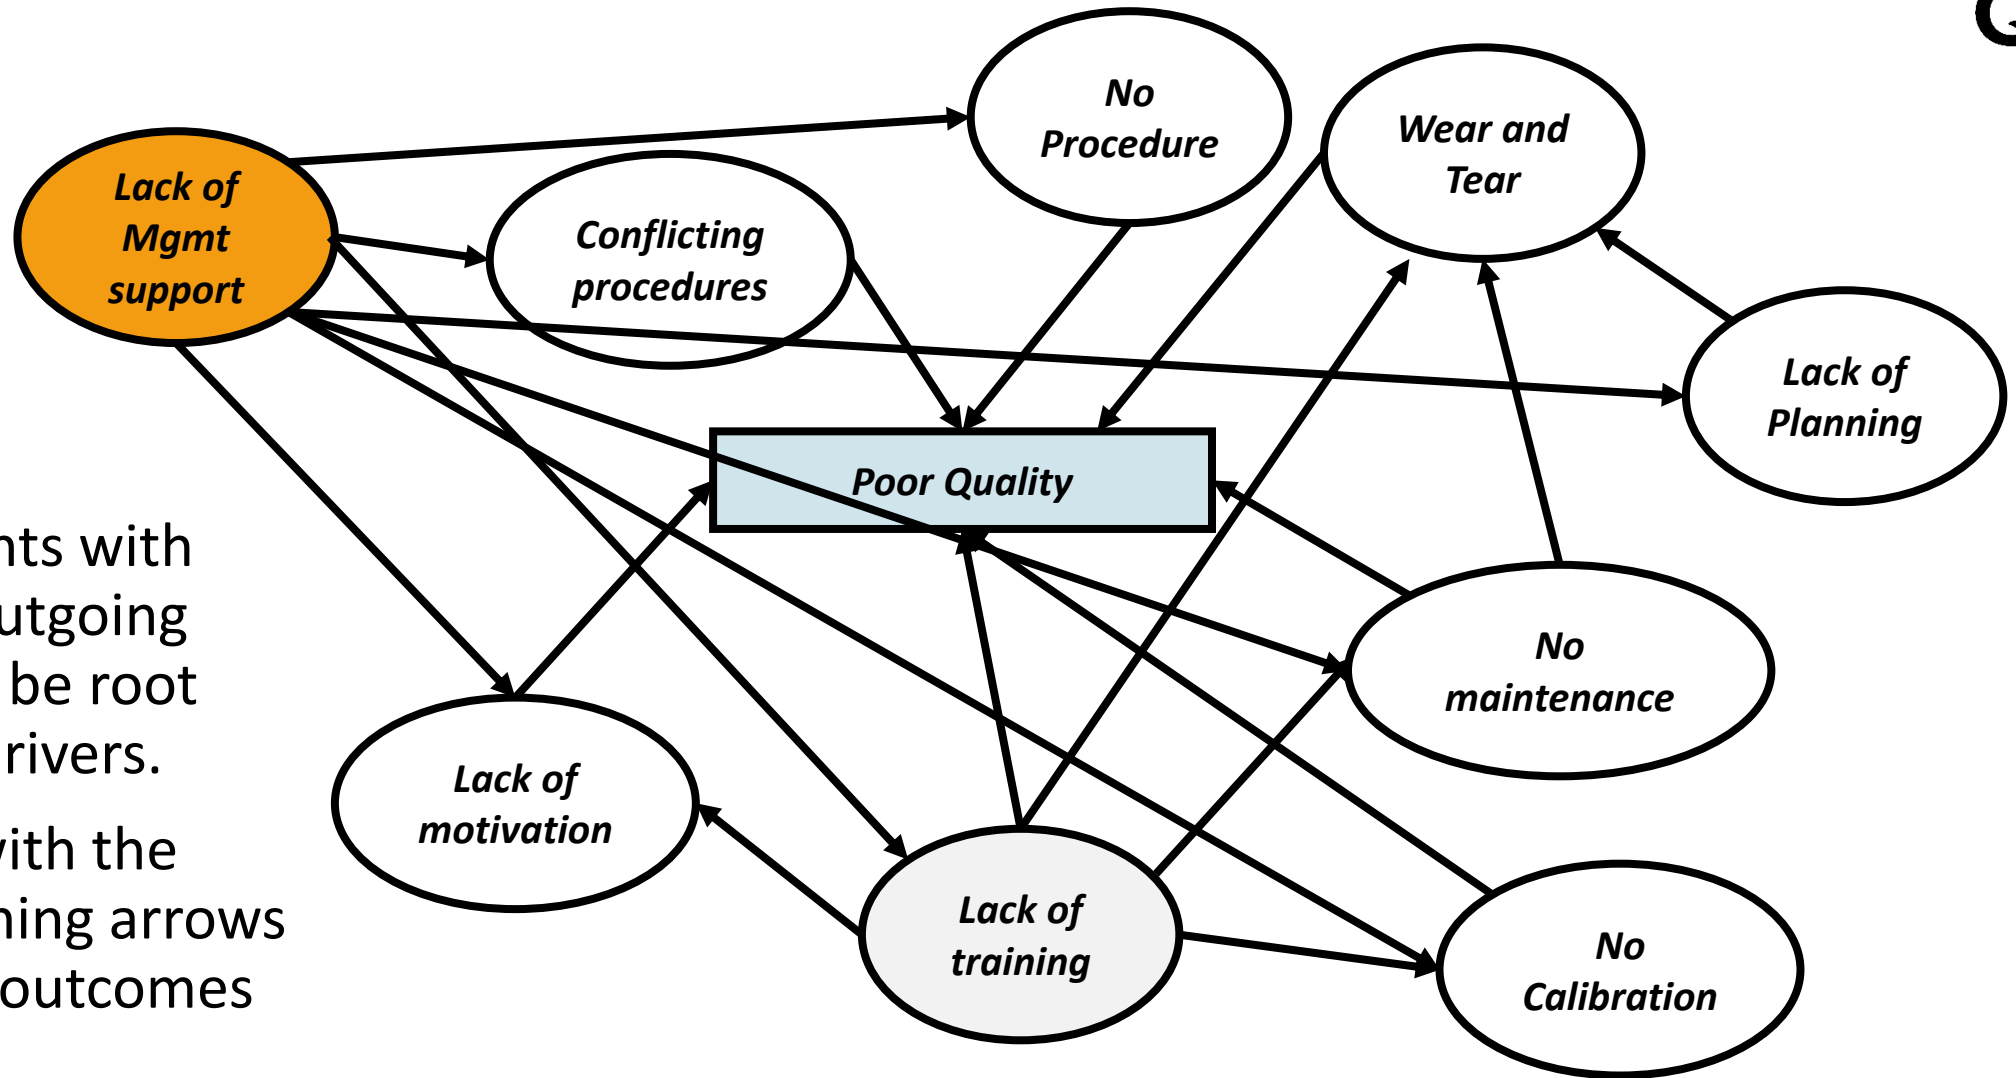 No
Procedure
Wear and
Tear
Lack of
Mgmt
support
Conflicting
procedures
Lack of
Planning
Poor Quality
nts with
utgoing
be root
rivers.
No
maintenance
Lack of
motivation
with the
ning arrows
outcomes
Lack of
training
No
Calibration